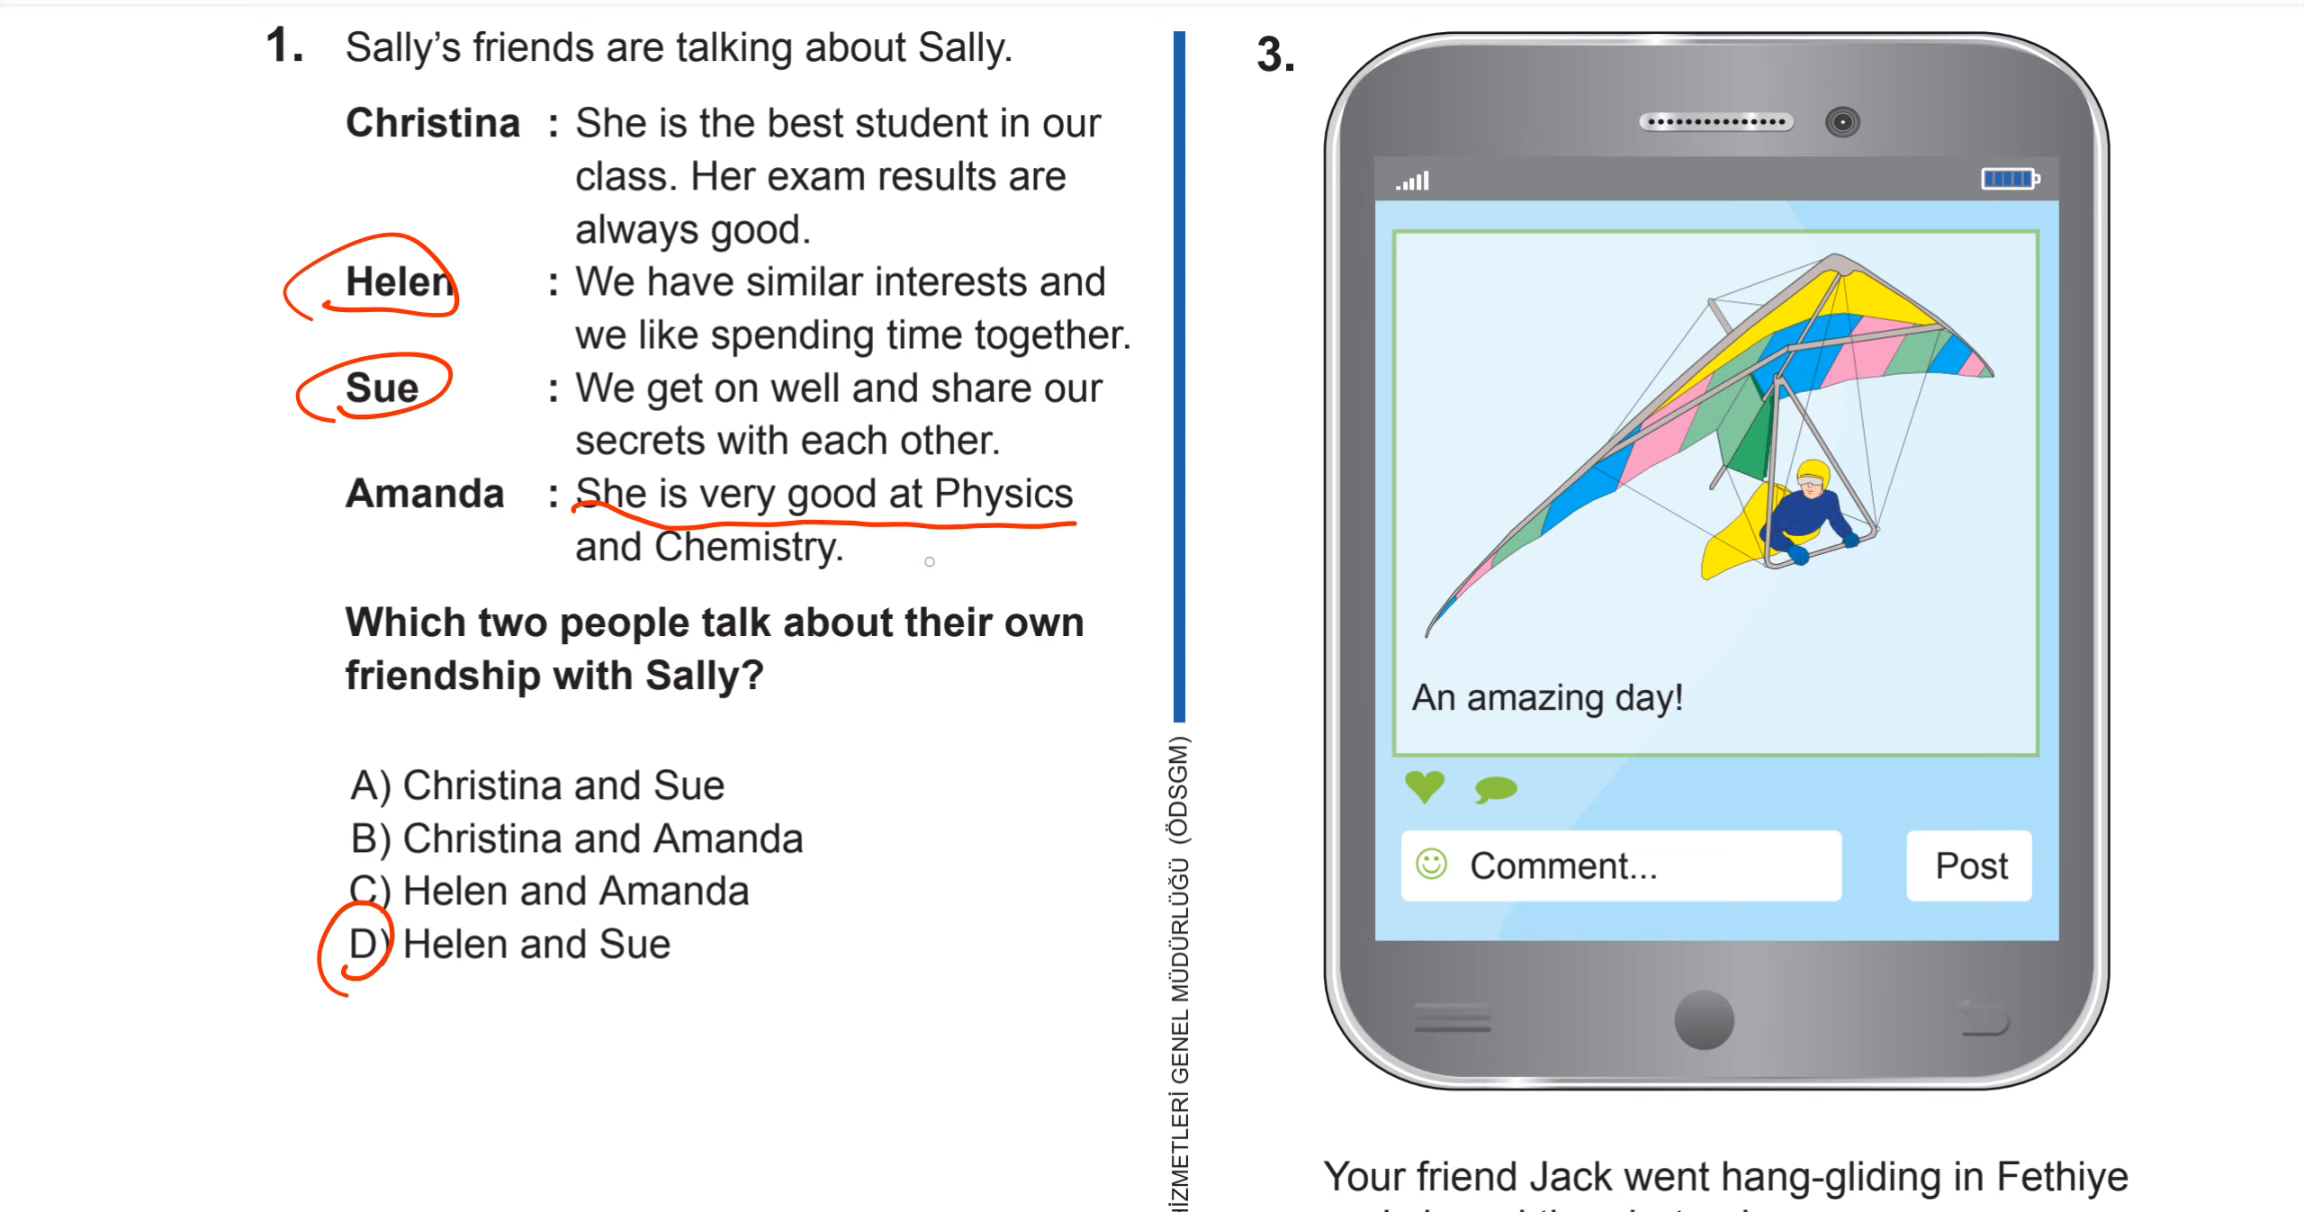 1. Sally’s friends are talking about Sally.
Christina : She is the best student in our
class. Her exam results are
always good.
Helen : We have similar interests and
we like spending time together.
Sue : We get on well and share our
secrets with each other.
Amanda : She is very good at Physics
and Chemistry.
Which two people talk about their own
friendship with Sally?
A) Christina and Sue
B) Christina and Amanda
C) Helen and Amanda
D) Helen and Sue
HİZMETLERİ GENEL MÜDÜRLÜĞÜ (ÖDSGM)
3.
An amazing day!
Comment...
Post
Your friend Jack went hang-gliding in Fethiye